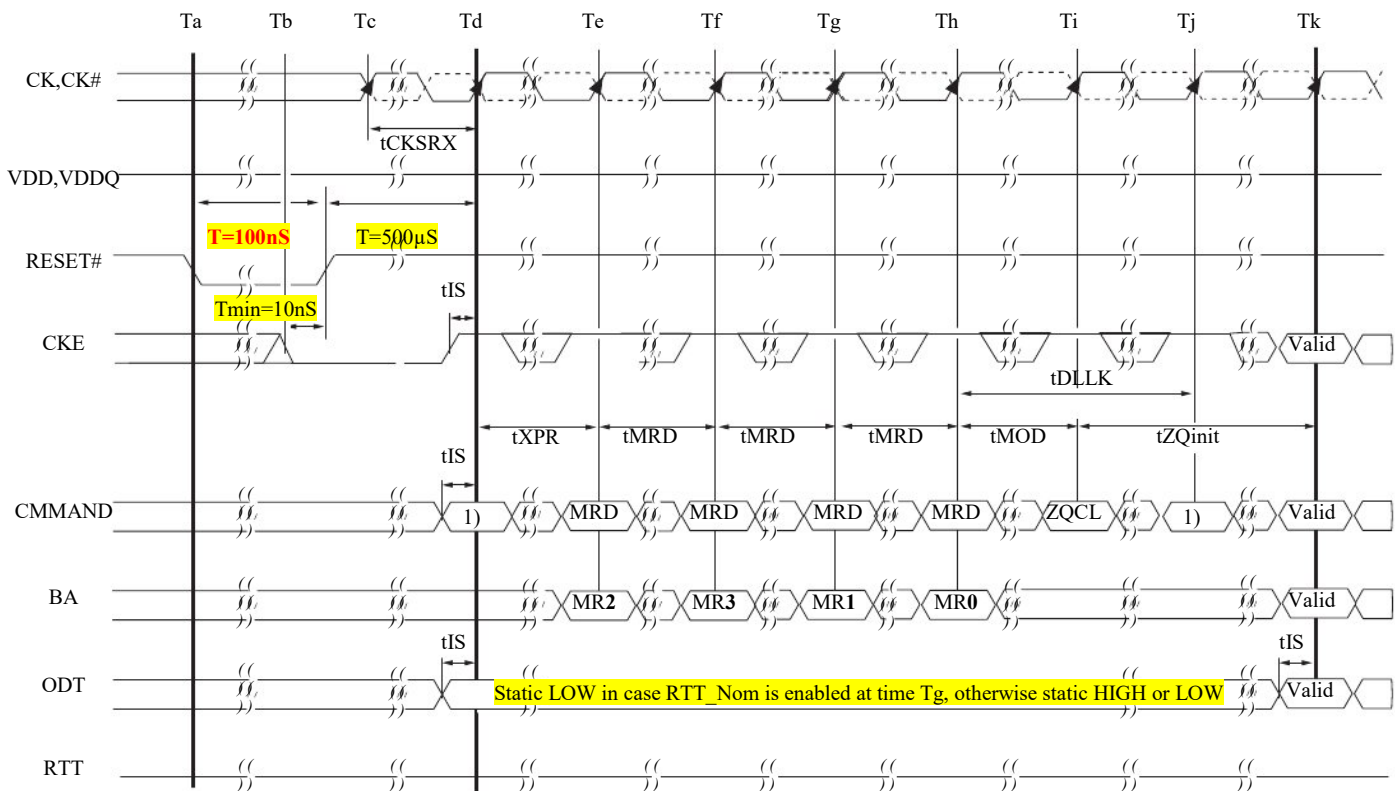 Ta Tb Tc Td Te Tf Tg Th Ti Tj Tk
CK,CK#
tCKSRX
VDD,VDDQ
T=100nS T=500µS
RESET#
Tmin=10nS tIS
CKE Valid
tDLLK
tXPR tMRD tMRD tMRD tMOD tZQinit
tIS
CMMAND 1) MRD MRD MRD MRD ZQCL 1) Valid
BA MR2 MR3 MR1 MR0 Valid
tIS tIS
ODT Static LOW in case RTT_Nom is enabled at time Tg, otherwise static HIGH or LOW Valid
RTT